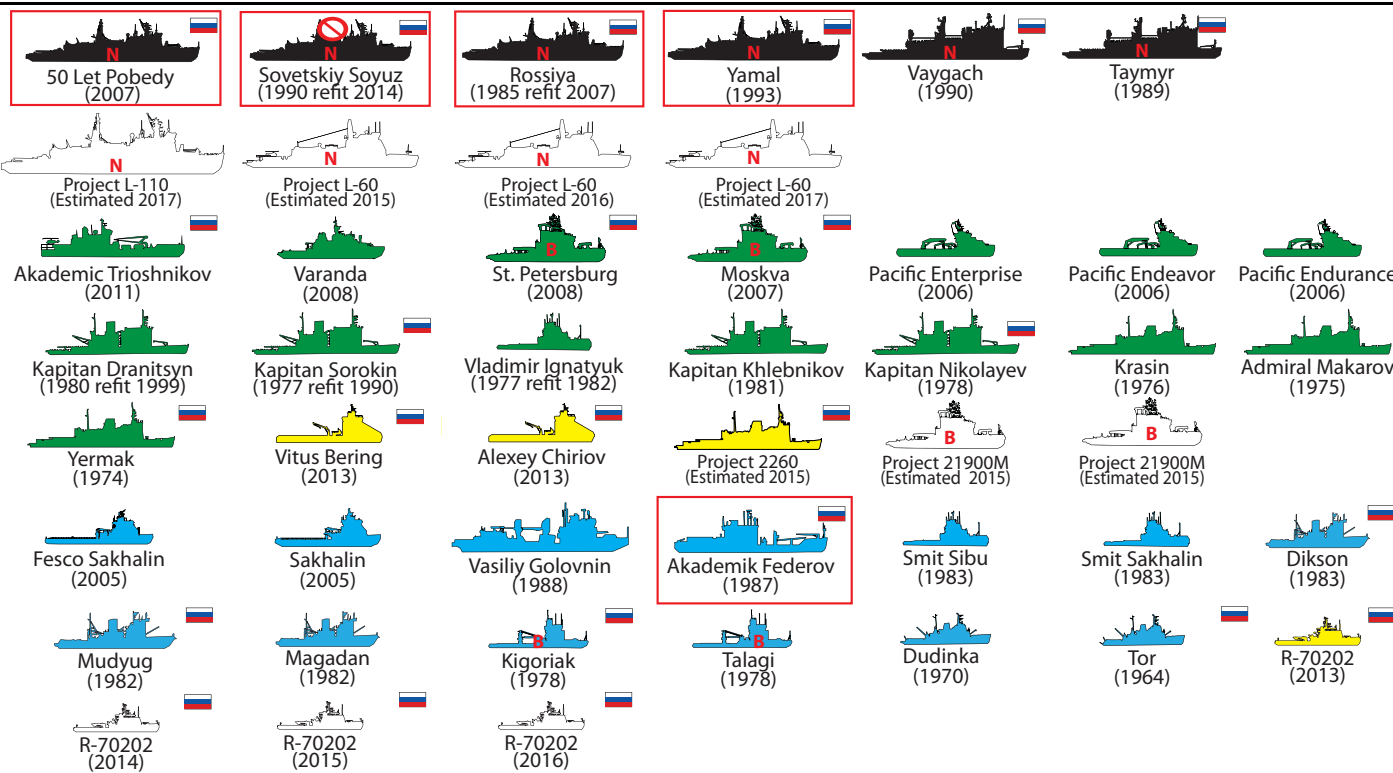 N N N N N N
50 Let Pobedy Sovetskiy Soyuz Rossiya Yamal Vaygach Taymyr
(2007) (1990 refit 2014) (1985 refit 2007) (1993) (1990) (1989)
N N N N
Project L-110 Project L-60 Project L-60 Project L-60
(Estimated 2017) (Estimated 2015) (Estimated 2016) (Estimated 2017)
B B
Akademic Trioshnikov Varanda St. Petersburg Moskva Pacific Enterprise Pacific Endeavor Pacific Endurance
(2011) (2008) (2008) (2007) (2006) (2006) (2006)
Kapitan Dranitsyn Kapitan Sorokin Vladimir Ignatyuk Kapitan Khlebnikov Kapitan Nikolayev Krasin Admiral Makarov
(1980 refit 1999) (1977 refit 1990) (1977 refit 1982) (1981) (1978) (1976) (1975)
B B
Yermak Vitus Bering Alexey Chiriov Project 2260 Project 21900M Project 21900M
(1974) (2013) (2013) (Estimated 2015) (Estimated 2015) (Estimated 2015)
Fesco Sakhalin Sakhalin Vasiliy Golovnin Akademik Federov Smit Sibu Smit Sakhalin Dikson
(2005) (2005) (1988) (1987) (1983) (1983) (1983)
B B
Mudyug Magadan Kigoriak Talagi Dudinka Tor R-70202
(1982) (1982) (1978) (1978) (1970) (1964) (2013)
R-70202 R-70202 R-70202
(2014) (2015) (2016)